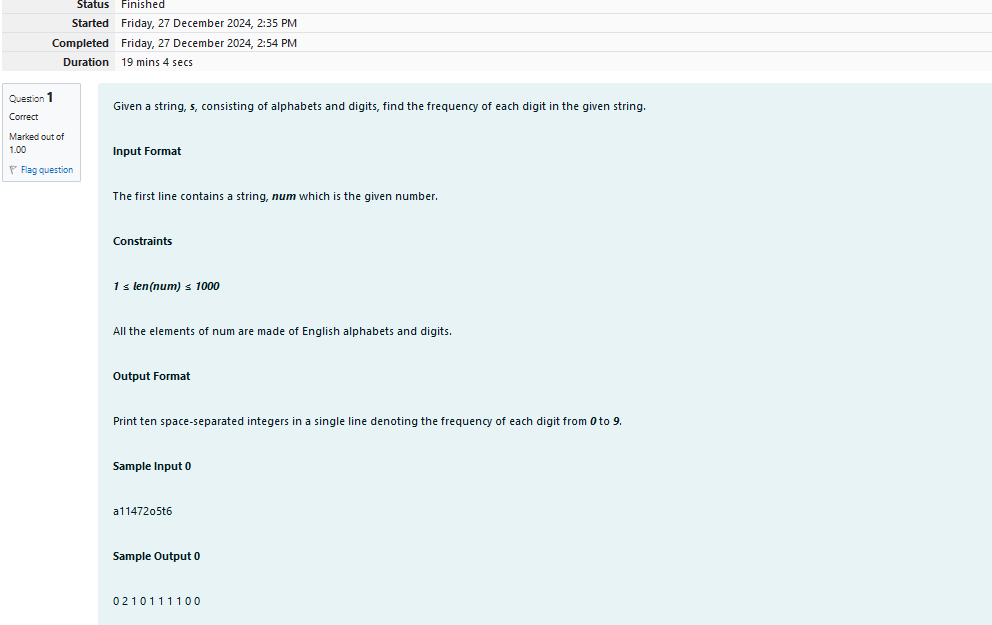 Status Finished
Started Friday, 27 December 2024, 2:35 PM
Completed Friday, 27 December 2024, 2:54 PM
Duration 19 mins 4 secs
Question 1
Correct
Marked out of
1.00
Flag question
Given a string, s, consisting of alphabets and digits, find the frequency of each digit in the given string.
Input Format
The first line contains a string, num which is the given number.
Constraints
1 ≤ len(num) ≤ 1000
All the elements of num are made of English alphabets and digits.
Output Format
Print ten space-separated integers in a single line denoting the frequency of each digit from 0 to 9.
Sample Input 0
a11472o5t6
Sample Output 0
0 2 1 0 1 1 1 1 0 0